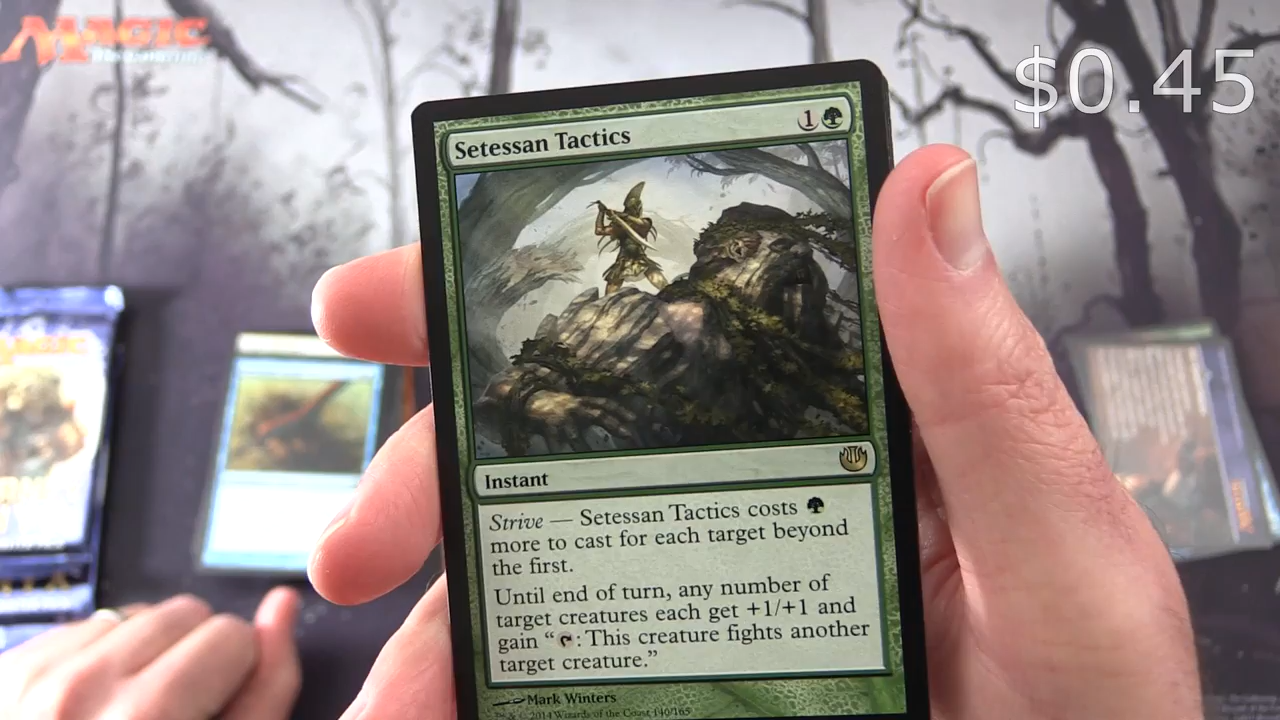 MAGIC
$0.45
Setessan Tactics 1
Instant
Strive — Setessan Tactics costs
more to cast for each target beyond
the first.
Until end of turn, any number of
target creatures each get +1/+1 and
gain “ : This creature fights another
target creature.”
Mark Winters
™ & © 2014 Wizards of the Coast 140/165